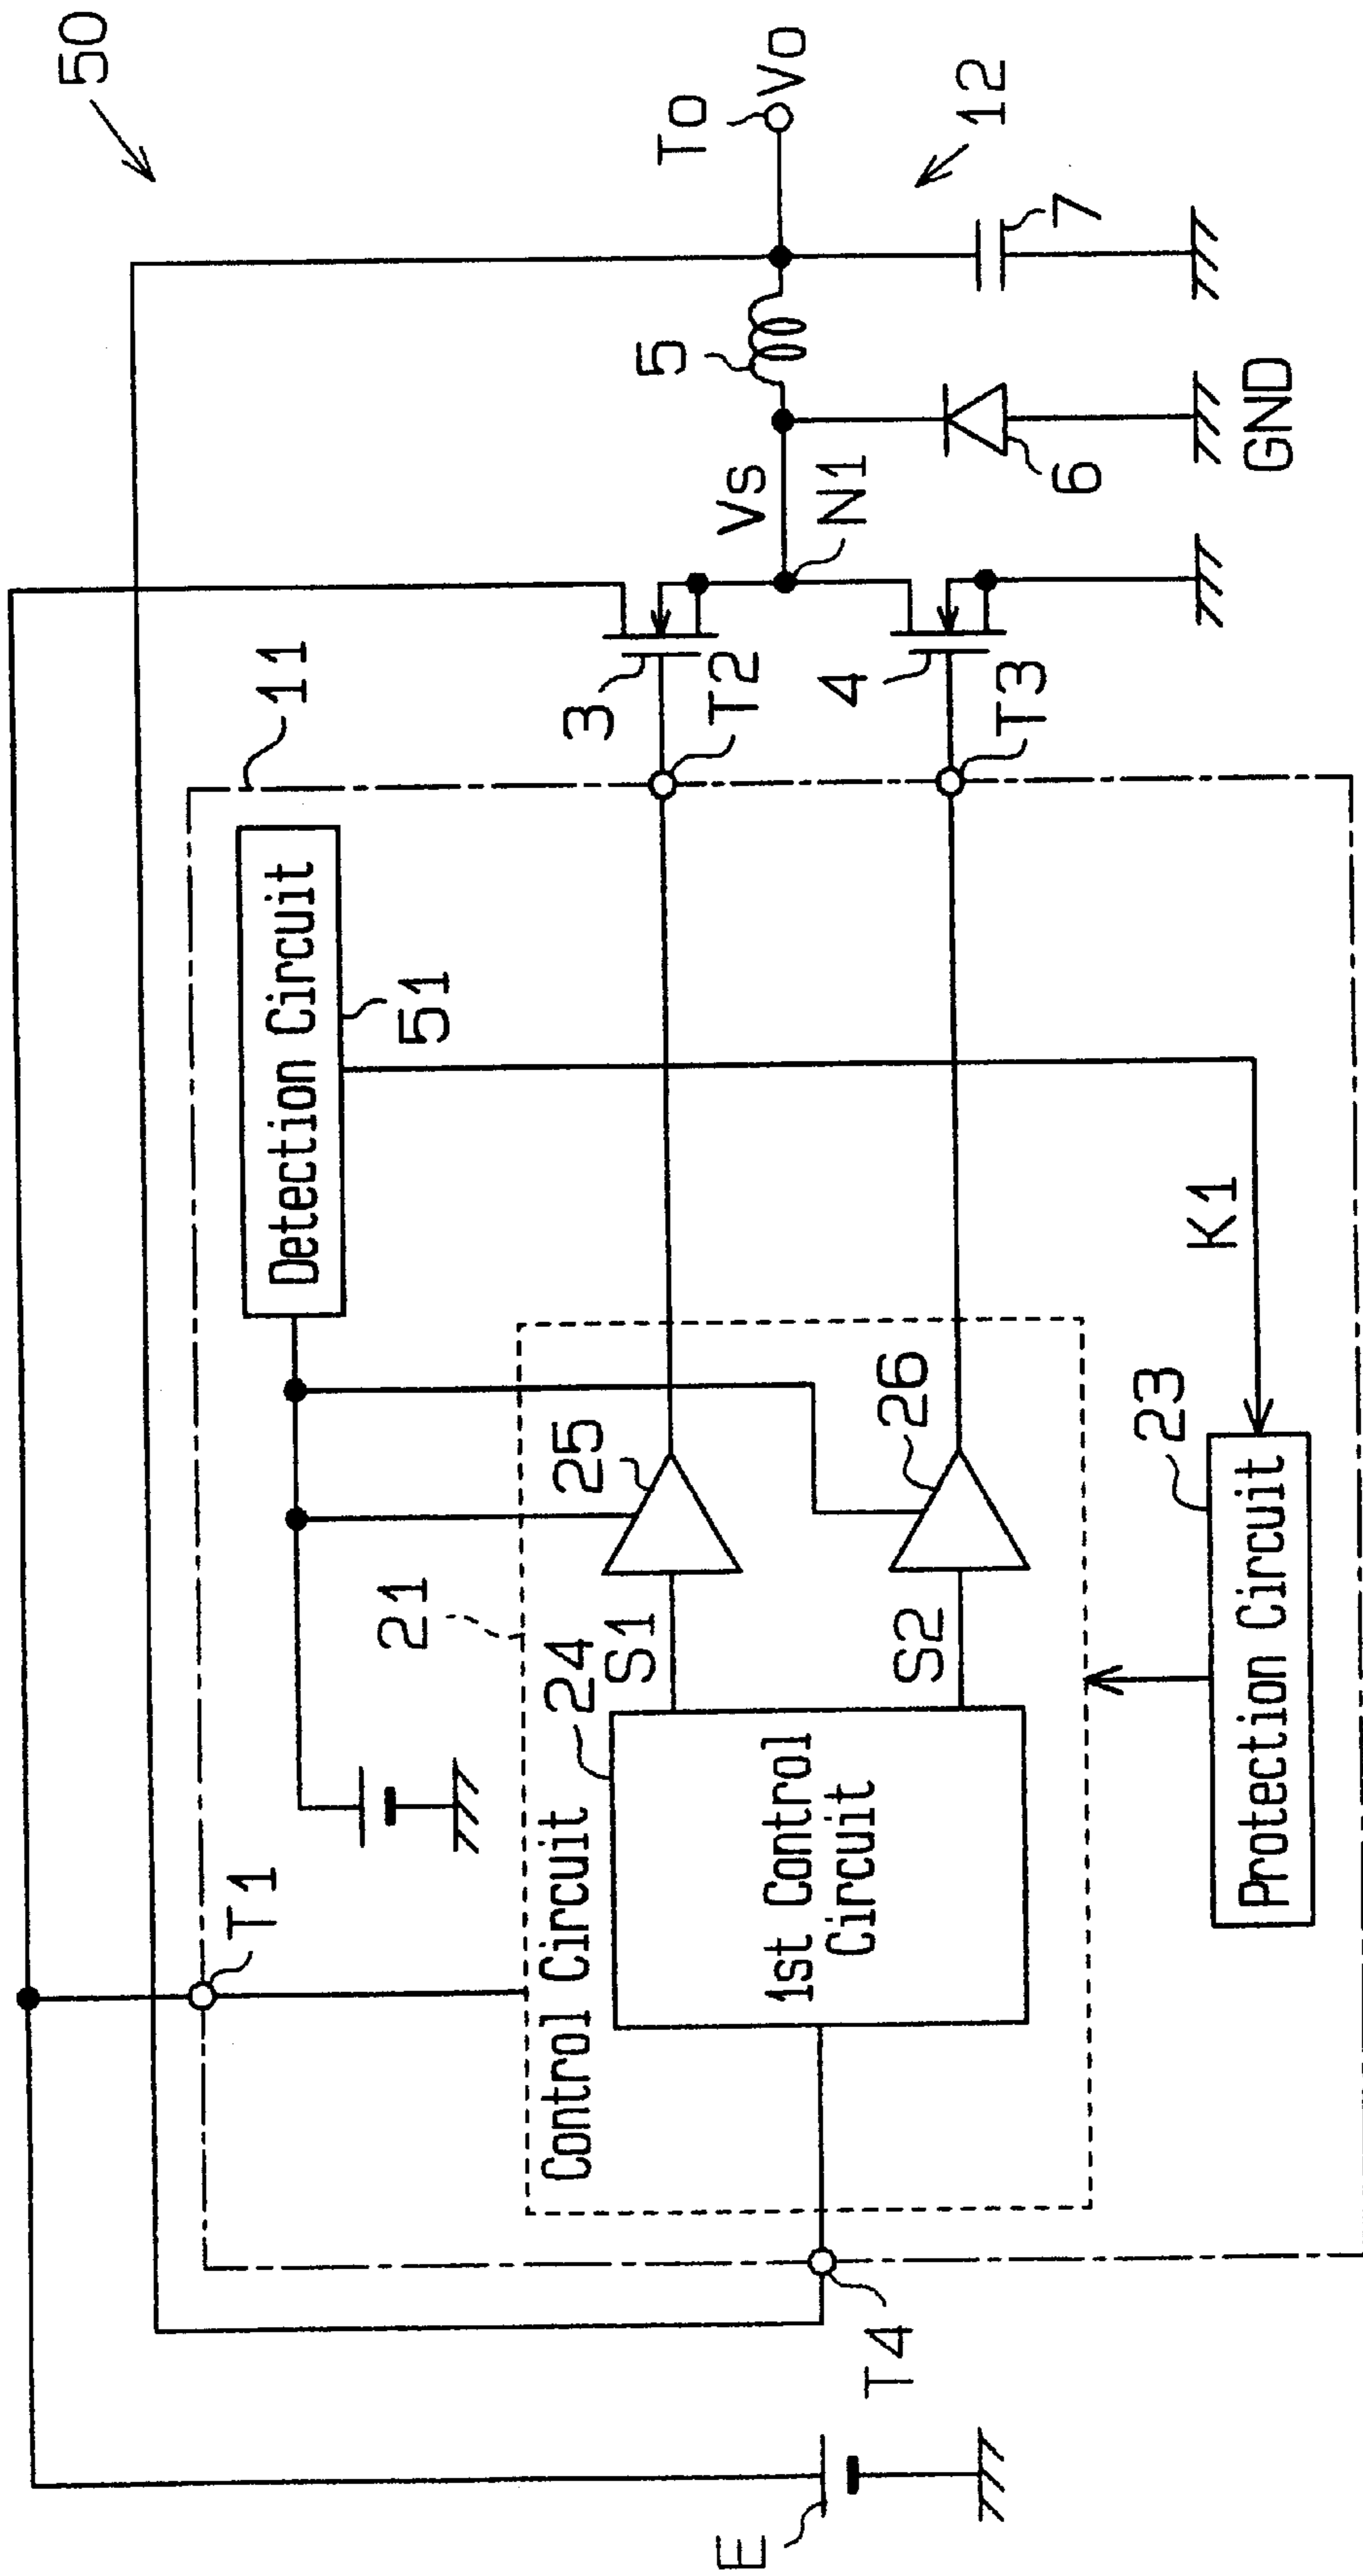 50
11
Detection Circuit
51
T1
21
Control Circuit
24
1st Control
Circuit
S1
S2
25
26
K1
23
Protection Circuit
T2
T3
T4
E
3
4
Vs
N1
5
6
GND
7
To
Vo
12